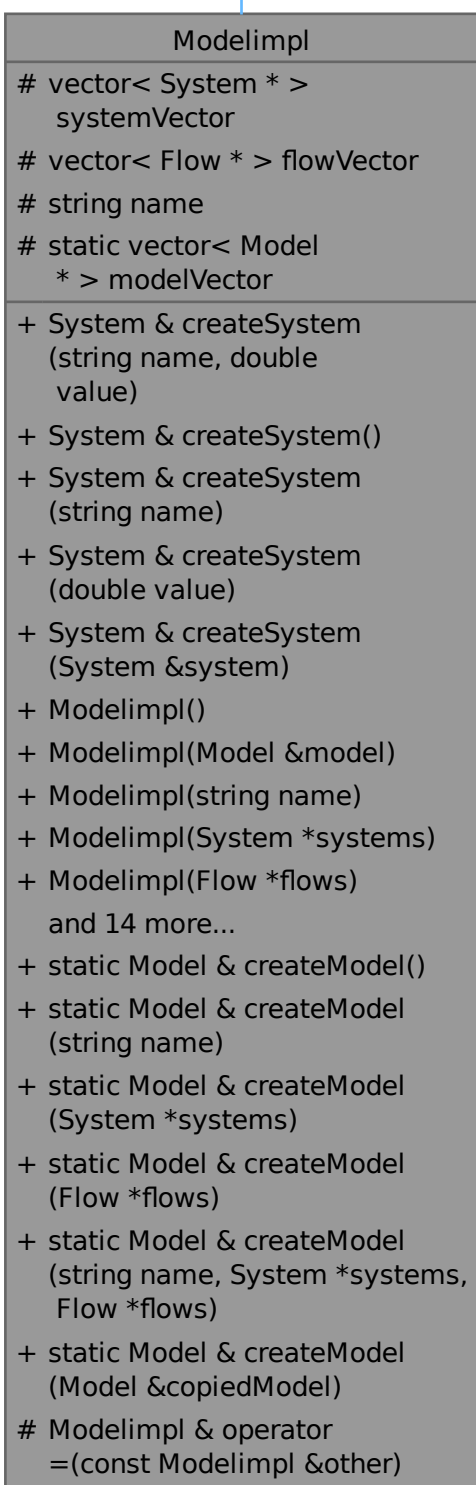 Modelimpl
# vector< System * >
systemVector
# vector< Flow * > flowVector
# string name
# static vector< Model
* > modelVector
+ System & createSystem
(string name, double
value)
+ System & createSystem()
+ System & createSystem
(string name)
+ System & createSystem
(double value)
+ System & createSystem
(System &system)
+ Modelimpl()
+ Modelimpl(Model &model)
+ Modelimpl(string name)
+ Modelimpl(System *systems)
+ Modelimpl(Flow *flows)
and 14 more...
+ static Model & createModel()
+ static Model & createModel
(string name)
+ static Model & createModel
(System *systems)
+ static Model & createModel
(Flow *flows)
+ static Model & createModel
(string name, System *systems,
Flow *flows)
+ static Model & createModel
(Model &copiedModel)
# Modelimpl & operator
=(const Modelimpl &other)